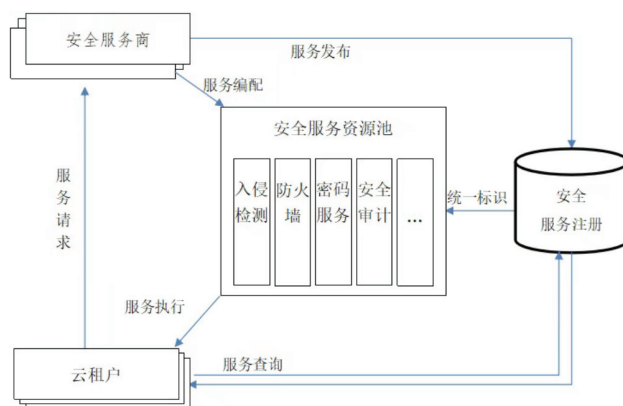 安全服务商
服务发布
服务编配
安全服务资源池
入侵
检测
防火
墙
密码
服务
安全
审计
...
统一标识
安全
服务注册
服
务
请
求
服务执行
云租户
服务查询